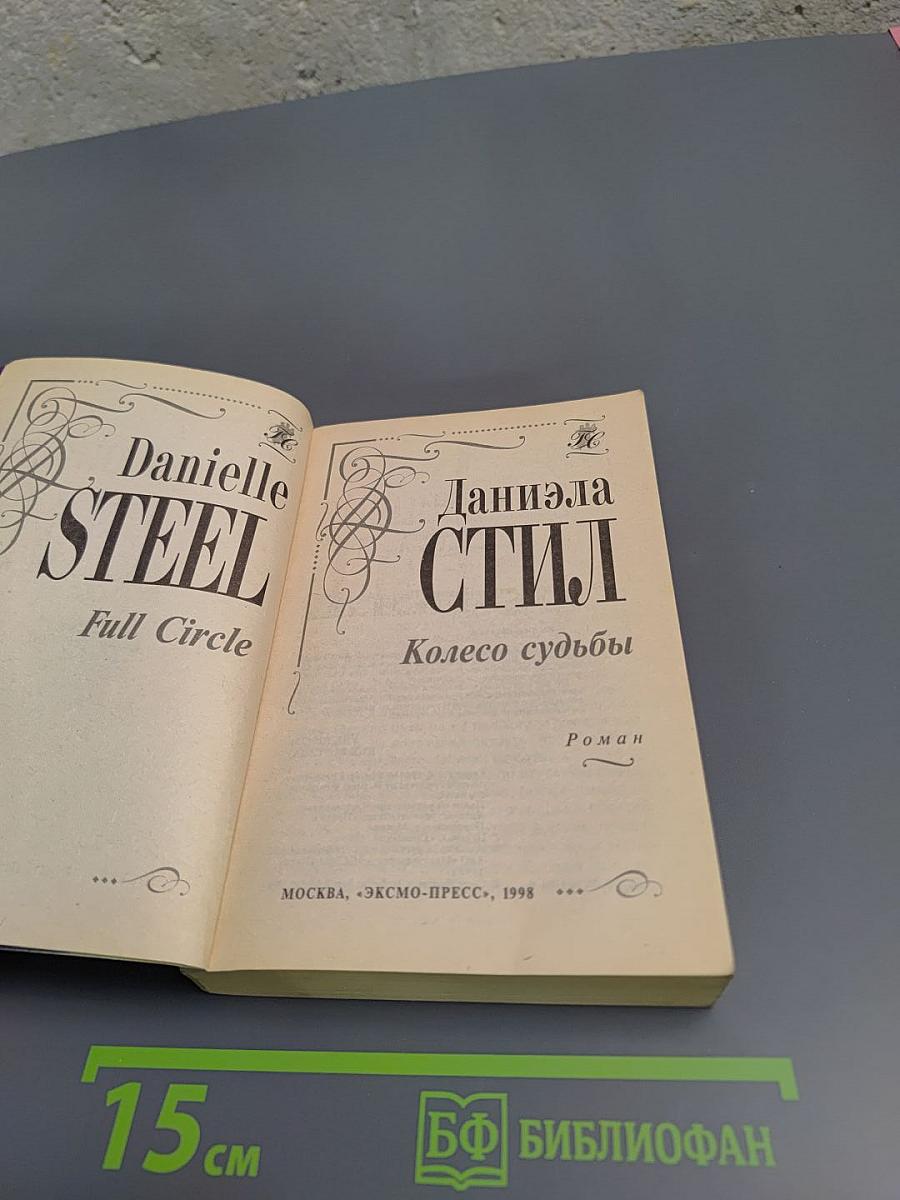 Danielle
STEEL
Full Circle
Даниэла
СТИЛ
Колесо судьбы
Роман
МОСКВА, «ЭКСМО-ПРЕСС», 1998
15 см
БФ БИБЛИОФАН